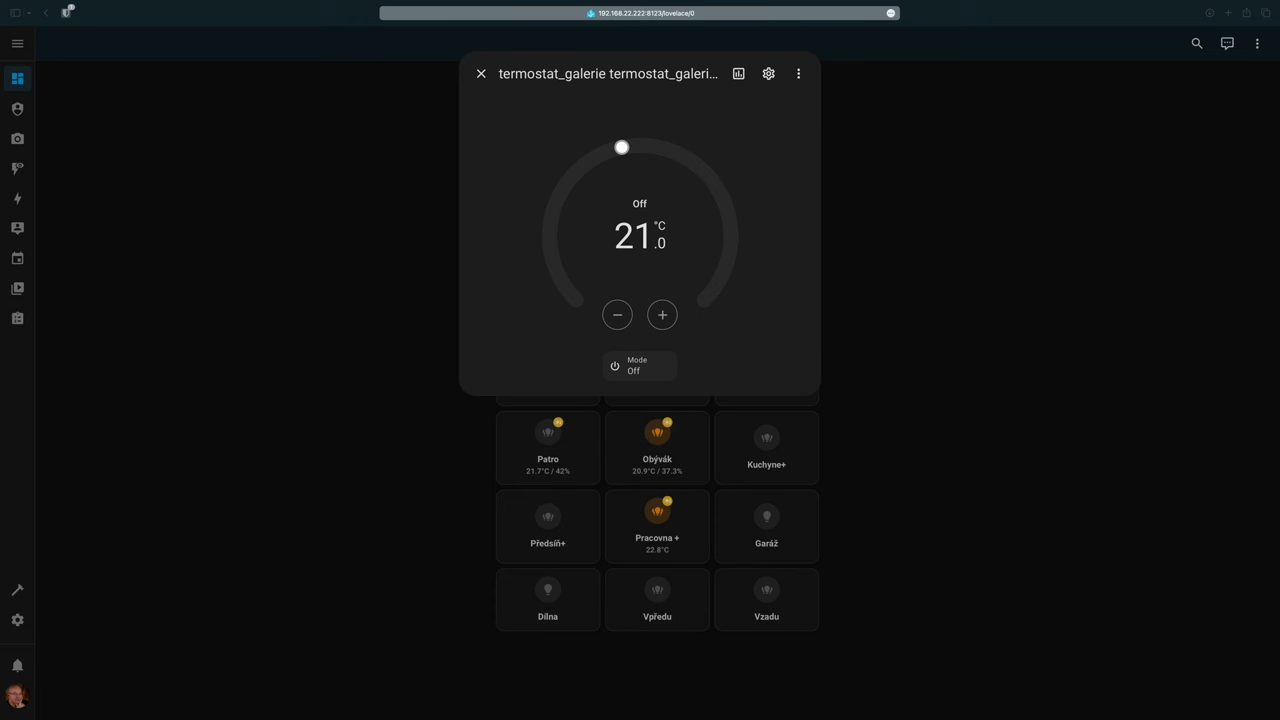 1
192.168.22.222:8123/lovelace/0
termostat_galerie termostat_galeri...
Off
21.0 °C
Mode
Off
Patro
21.7°C / 42%
Obývák
20.9°C / 37.3%
Kuchyne+
Předsíň+
Pracovna +
22.8°C
Garáž
Dílna
Vpředu
Vzadu